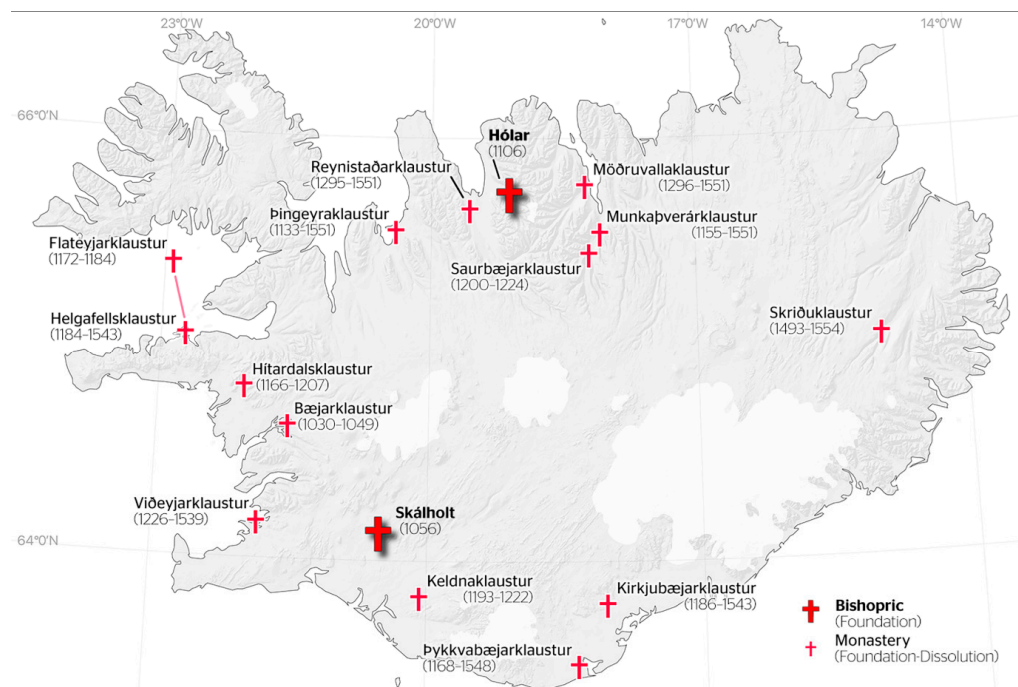 23°0'W
20°0'W
17°0'W
14°0'W
66°0'N
Hólar
(1106)
Reynistaðarklaustur
(1295-1551)
Möðruvallaklaustur
(1296-1551)
Þingeyraklaustur
(1133-1551)
Munkaþverárklaustur
(1155-1551)
Flateyjarklaustur
(1172-1184)
Saurbæjarklaustur
(1200-1224)
Helgafellsklaustur
(1184-1543)
Skriðuklaustur
(1493-1554)
Hítardalsklaustur
(1166-1207)
Bæjarklaustur
(1030-1049)
Viðeyjarklaustur
(1226-1539)
Skálholt
(1056)
64°0'N
Keldnaklaustur
(1193-1222)
Kirkjubæjarklaustur
(1186-1543)
Þykkvabæjarklaustur
(1168-1548)
Bishopric
(Foundation)
Monastery
(Foundation-Dissolution)